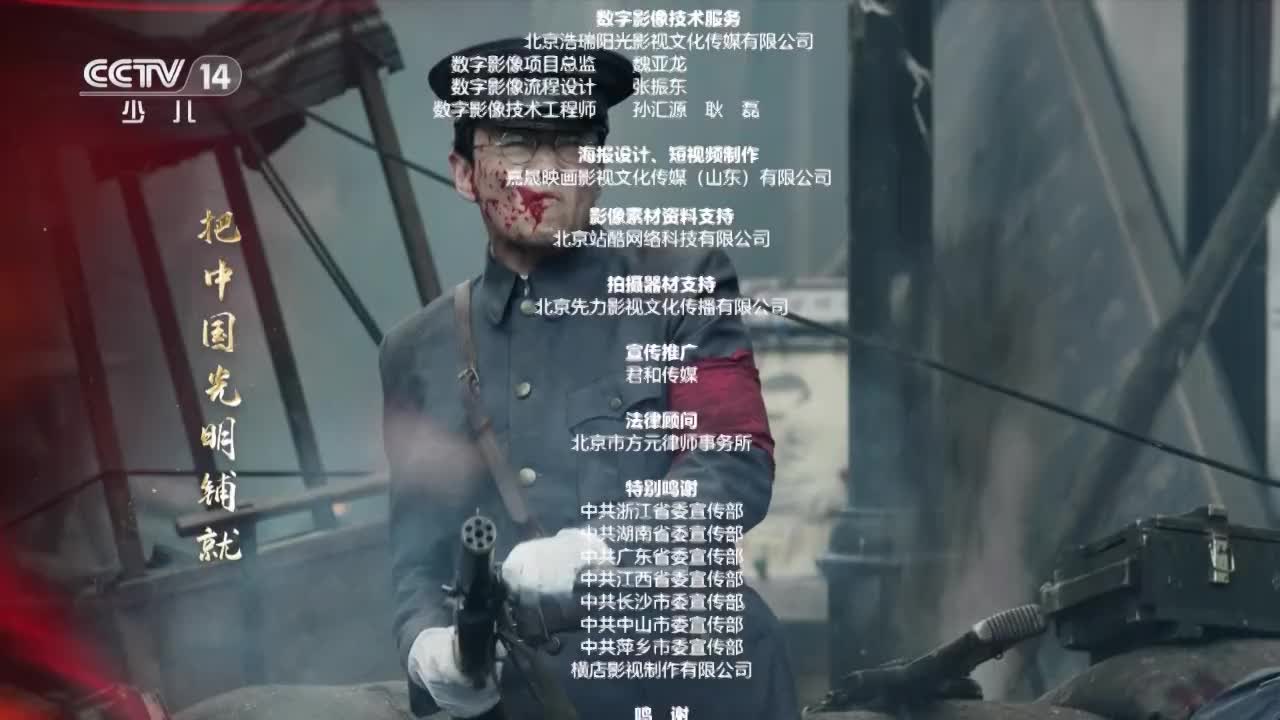 CCTV 14
少儿
把中国光明铺就
数字影像技术服务
北京浩瑞阳光影视文化传媒有限公司
数字影像项目总监 魏亚龙
数字影像流程设计 张振东
数字影像技术工程师 孙汇源 耿 磊
海报设计、短视频制作
嘉晟映画影视文化传媒（山东）有限公司
影像素材资料支持
北京站酷网络科技有限公司
拍摄器材支持
北京先力影视文化传播有限公司
宣传推广
君和传媒
法律顾问
北京市方元律师事务所
特别鸣谢
中共浙江省委宣传部
中共湖南省委宣传部
中共广东省委宣传部
中共江西省委宣传部
中共长沙市委宣传部
中共中山市委宣传部
中共萍乡市委宣传部
横店影视制作有限公司
鸣 谢